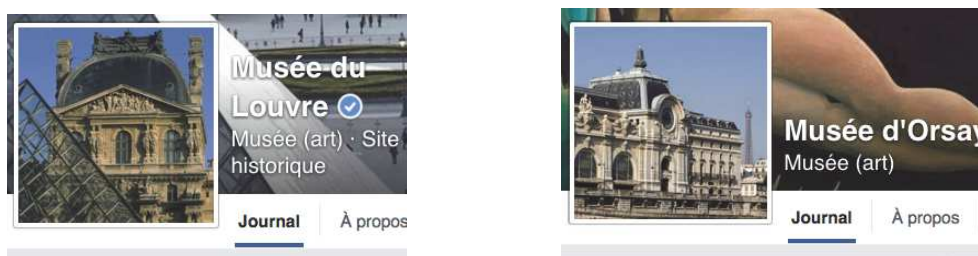 Musée du
Louvre
Musée (art) · Site
historique
Journal À propos
Musée d'Orsay
Musée (art)
Journal À propos